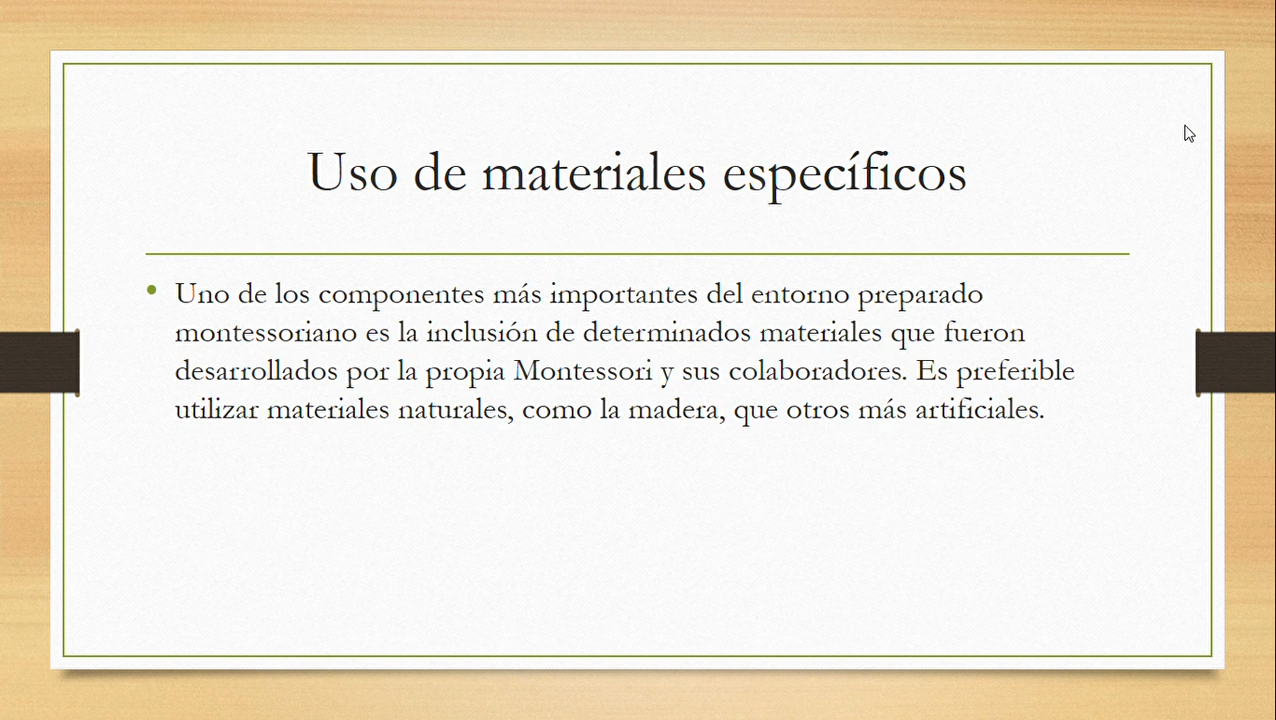 Uso de materiales específicos
• Uno de los componentes más importantes del entorno preparado
montessoriano es la inclusión de determinados materiales que fueron
desarrollados por la propia Montessori y sus colaboradores. Es preferible
utilizar materiales naturales, como la madera, que otros más artificiales.